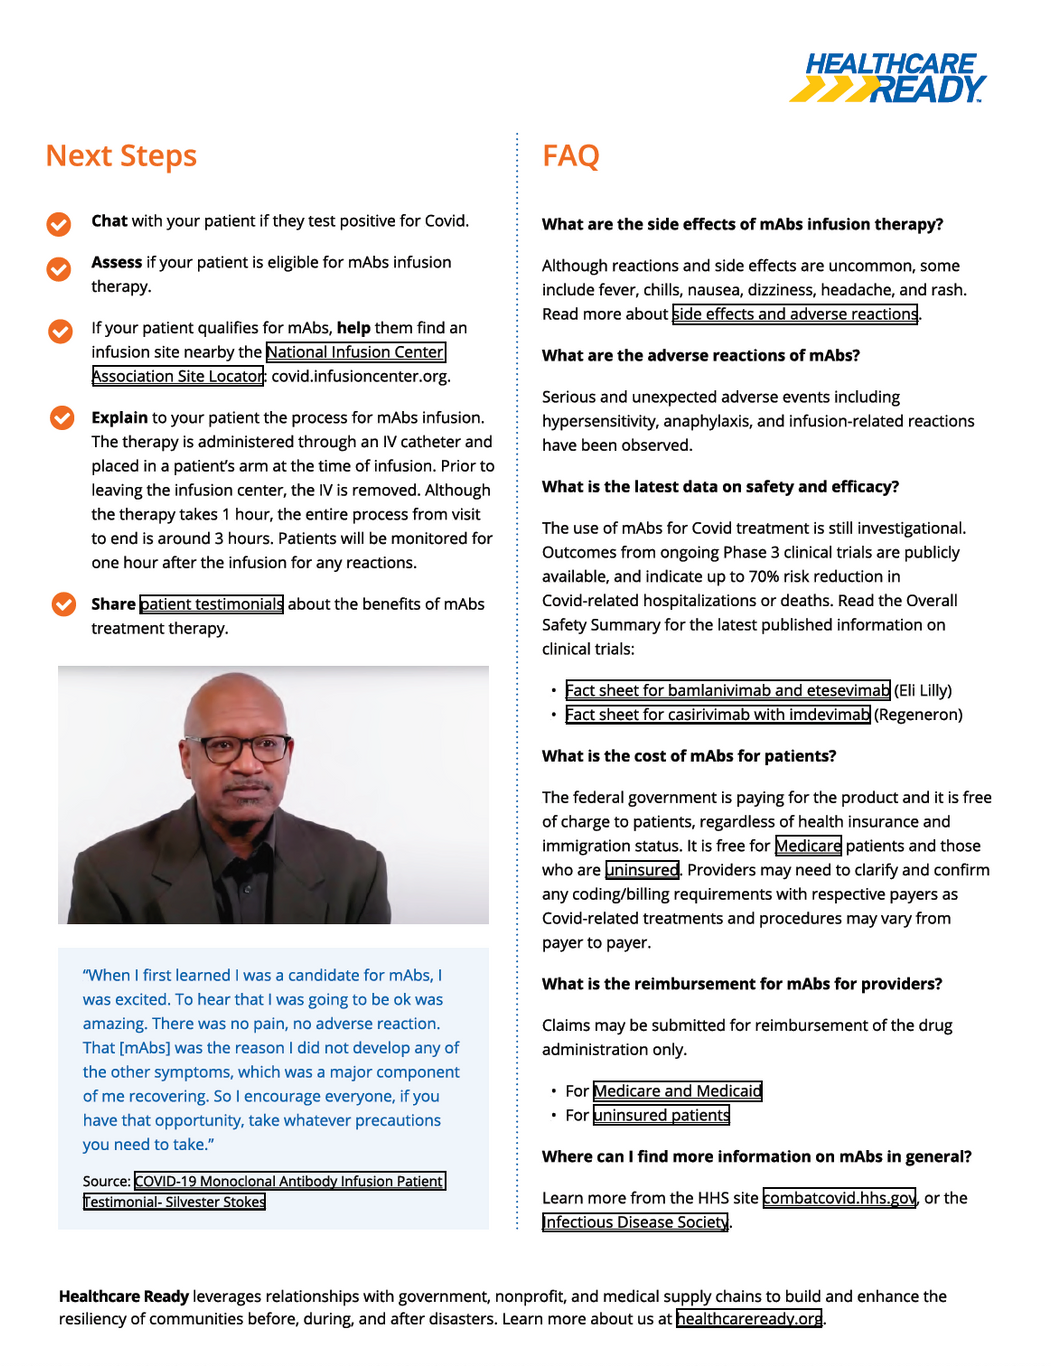 HEALTHCARE
READY™
Next Steps
Chat with your patient if they test positive for Covid.
Assess if your patient is eligible for mAbs infusion
therapy.
If your patient qualifies for mAbs, help them find an
infusion site nearby the National Infusion Center
Association Site Locator: covid.infusioncenter.org.
Explain to your patient the process for mAbs infusion.
The therapy is administered through an IV catheter and
placed in a patient's arm at the time of infusion. Prior to
leaving the infusion center, the IV is removed. Although
the therapy takes 1 hour, the entire process from visit
to end is around 3 hours. Patients will be monitored for
one hour after the infusion for any reactions.
Share patient testimonials about the benefits of mAbs
treatment therapy.
“When I first learned I was a candidate for mAbs, I
was excited. To hear that I was going to be ok was
amazing. There was no pain, no adverse reaction.
That [mAbs] was the reason I did not develop any of
the other symptoms, which was a major component
of me recovering. So I encourage everyone, if you
have that opportunity, take whatever precautions
you need to take.”
Source: COVID-19 Monoclonal Antibody Infusion Patient
Testimonial- Silvester Stokes
FAQ
What are the side effects of mAbs infusion therapy?
Although reactions and side effects are uncommon, some
include fever, chills, nausea, dizziness, headache, and rash.
Read more about side effects and adverse reactions.
What are the adverse reactions of mAbs?
Serious and unexpected adverse events including
hypersensitivity, anaphylaxis, and infusion-related reactions
have been observed.
What is the latest data on safety and efficacy?
The use of mAbs for Covid treatment is still investigational.
Outcomes from ongoing Phase 3 clinical trials are publicly
available, and indicate up to 70% risk reduction in
Covid-related hospitalizations or deaths. Read the Overall
Safety Summary for the latest published information on
clinical trials:
• Fact sheet for bamlanivimab and etesevimab (Eli Lilly)
• Fact sheet for casirivimab with imdevimab (Regeneron)
What is the cost of mAbs for patients?
The federal government is paying for the product and it is free
of charge to patients, regardless of health insurance and
immigration status. It is free for Medicare patients and those
who are uninsured. Providers may need to clarify and confirm
any coding/billing requirements with respective payers as
Covid-related treatments and procedures may vary from
payer to payer.
What is the reimbursement for mAbs for providers?
Claims may be submitted for reimbursement of the drug
administration only.
• For Medicare and Medicaid
• For uninsured patients
Where can I find more information on mAbs in general?
Learn more from the HHS site combatcovid.hhs.gov, or the
Infectious Disease Society.
Healthcare Ready leverages relationships with government, nonprofit, and medical supply chains to build and enhance the
resiliency of communities before, during, and after disasters. Learn more about us at healthcareready.org.